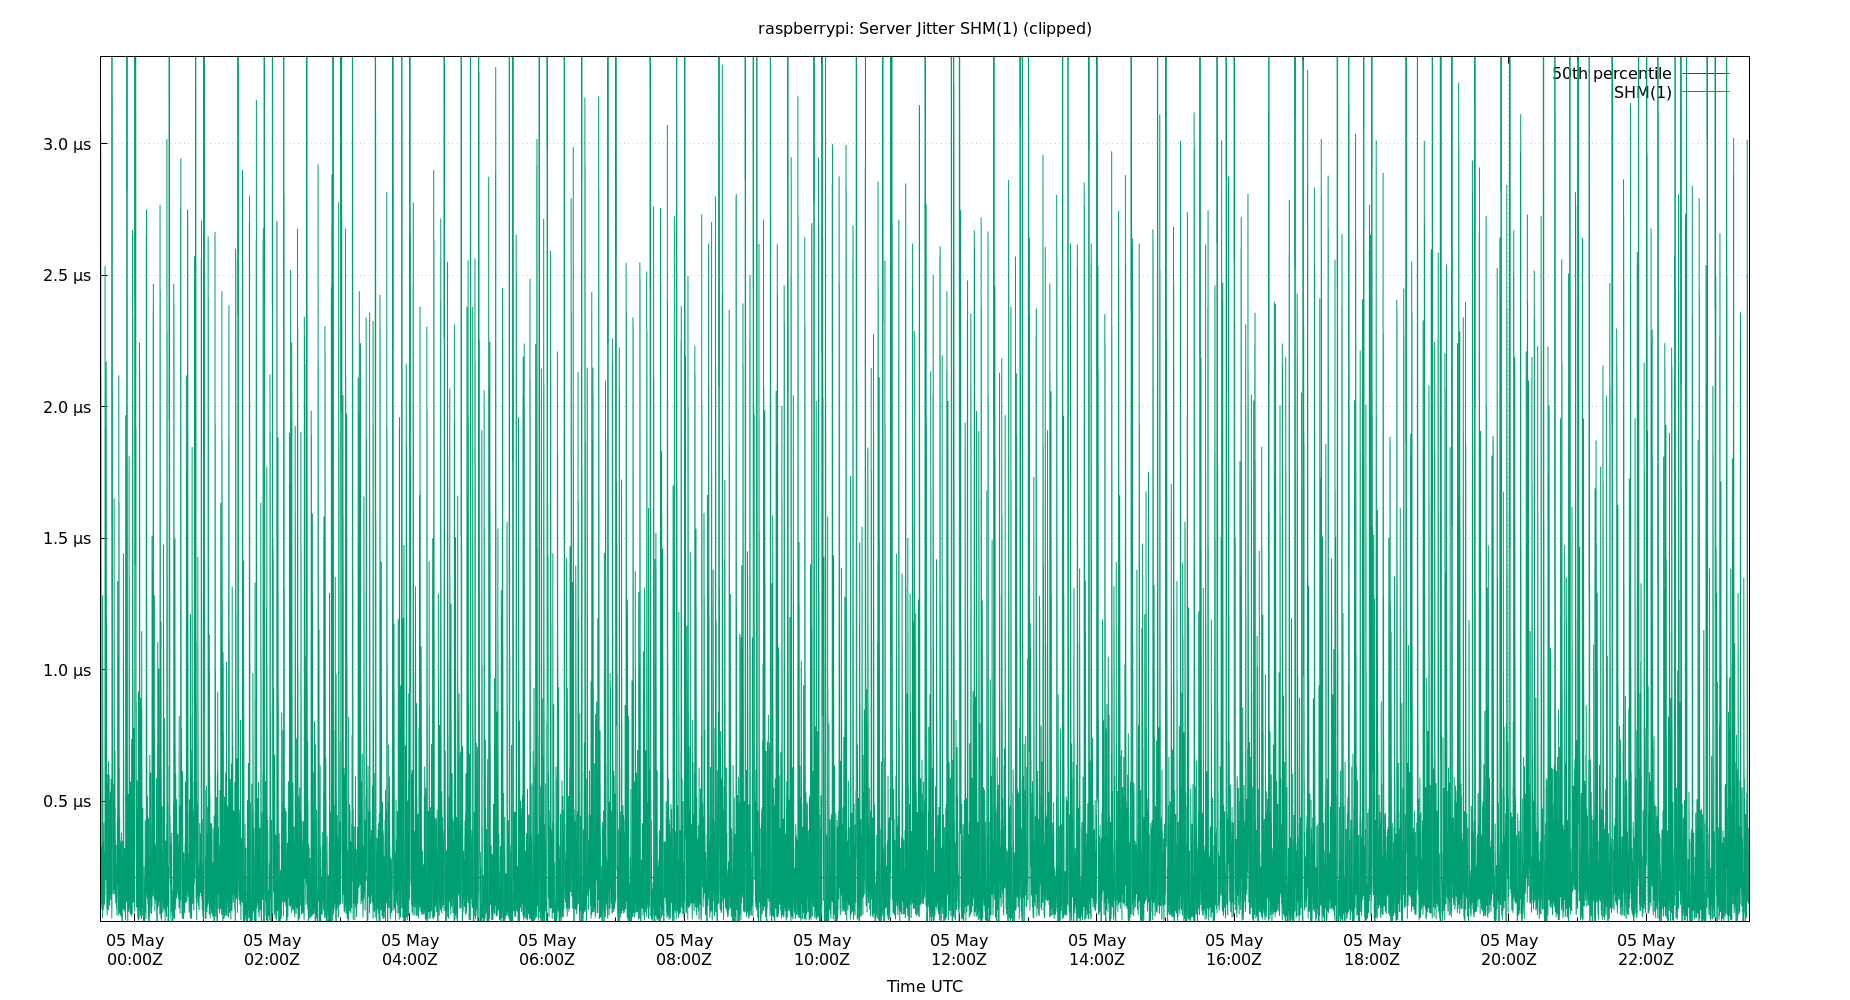 raspberrypi: Server Jitter SHM(1) (clipped)
50th percentile
SHM(1)
3.0 µs
2.5 µs
2.0 µs
1.5 µs
1.0 µs
0.5 µs
05 May 05 May 05 May 05 May 05 May 05 May 05 May 05 May 05 May 05 May 05 May 05 May
00:00Z 02:00Z 04:00Z 06:00Z 08:00Z 10:00Z 12:00Z 14:00Z 16:00Z 18:00Z 20:00Z 22:00Z
Time UTC